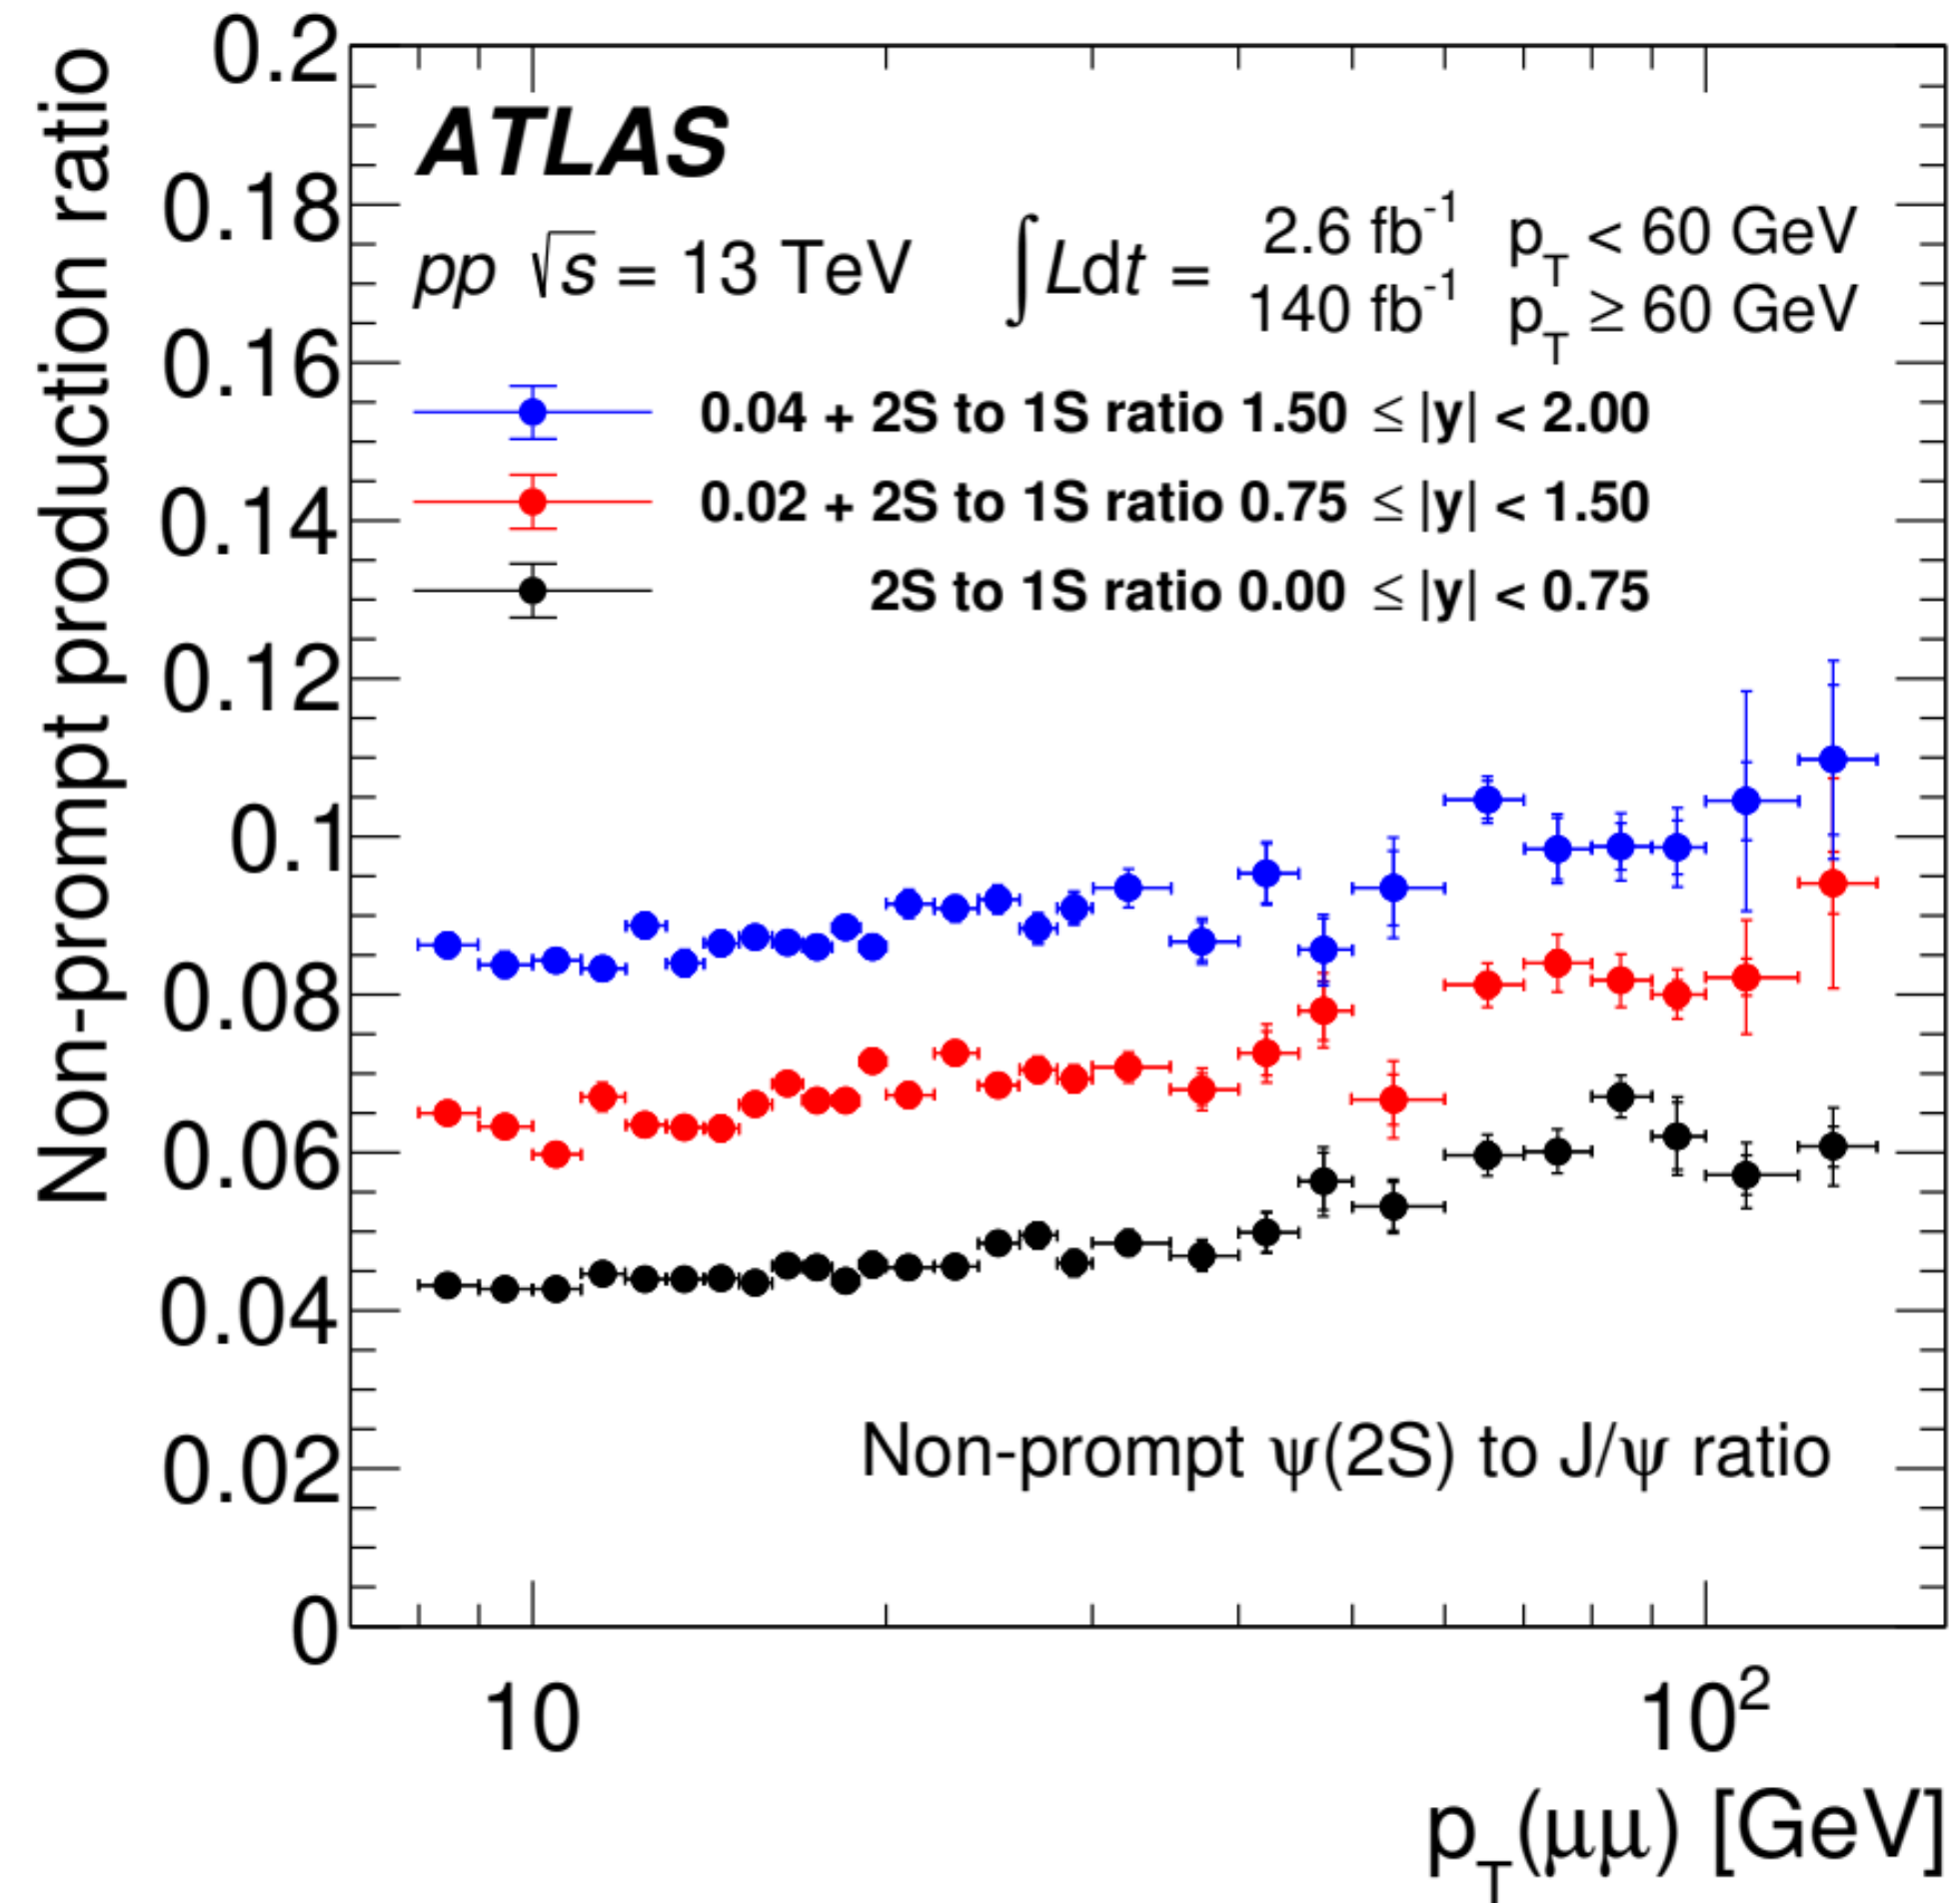 Non-prompt production ratio
0.2
0.18
0.16
0.14
0.12
0.1
0.08
0.06
0.04
0.02
0
ATLAS
pp √s = 13 TeV ∫Ldt = 2.6 fb⁻¹ p_T < 60 GeV
140 fb⁻¹ p_T ≥ 60 GeV
0.04 + 2S to 1S ratio 1.50 ≤ |y| < 2.00
0.02 + 2S to 1S ratio 0.75 ≤ |y| < 1.50
2S to 1S ratio 0.00 ≤ |y| < 0.75
Non-prompt ψ(2S) to J/ψ ratio
10 10²
p_T(μμ) [GeV]